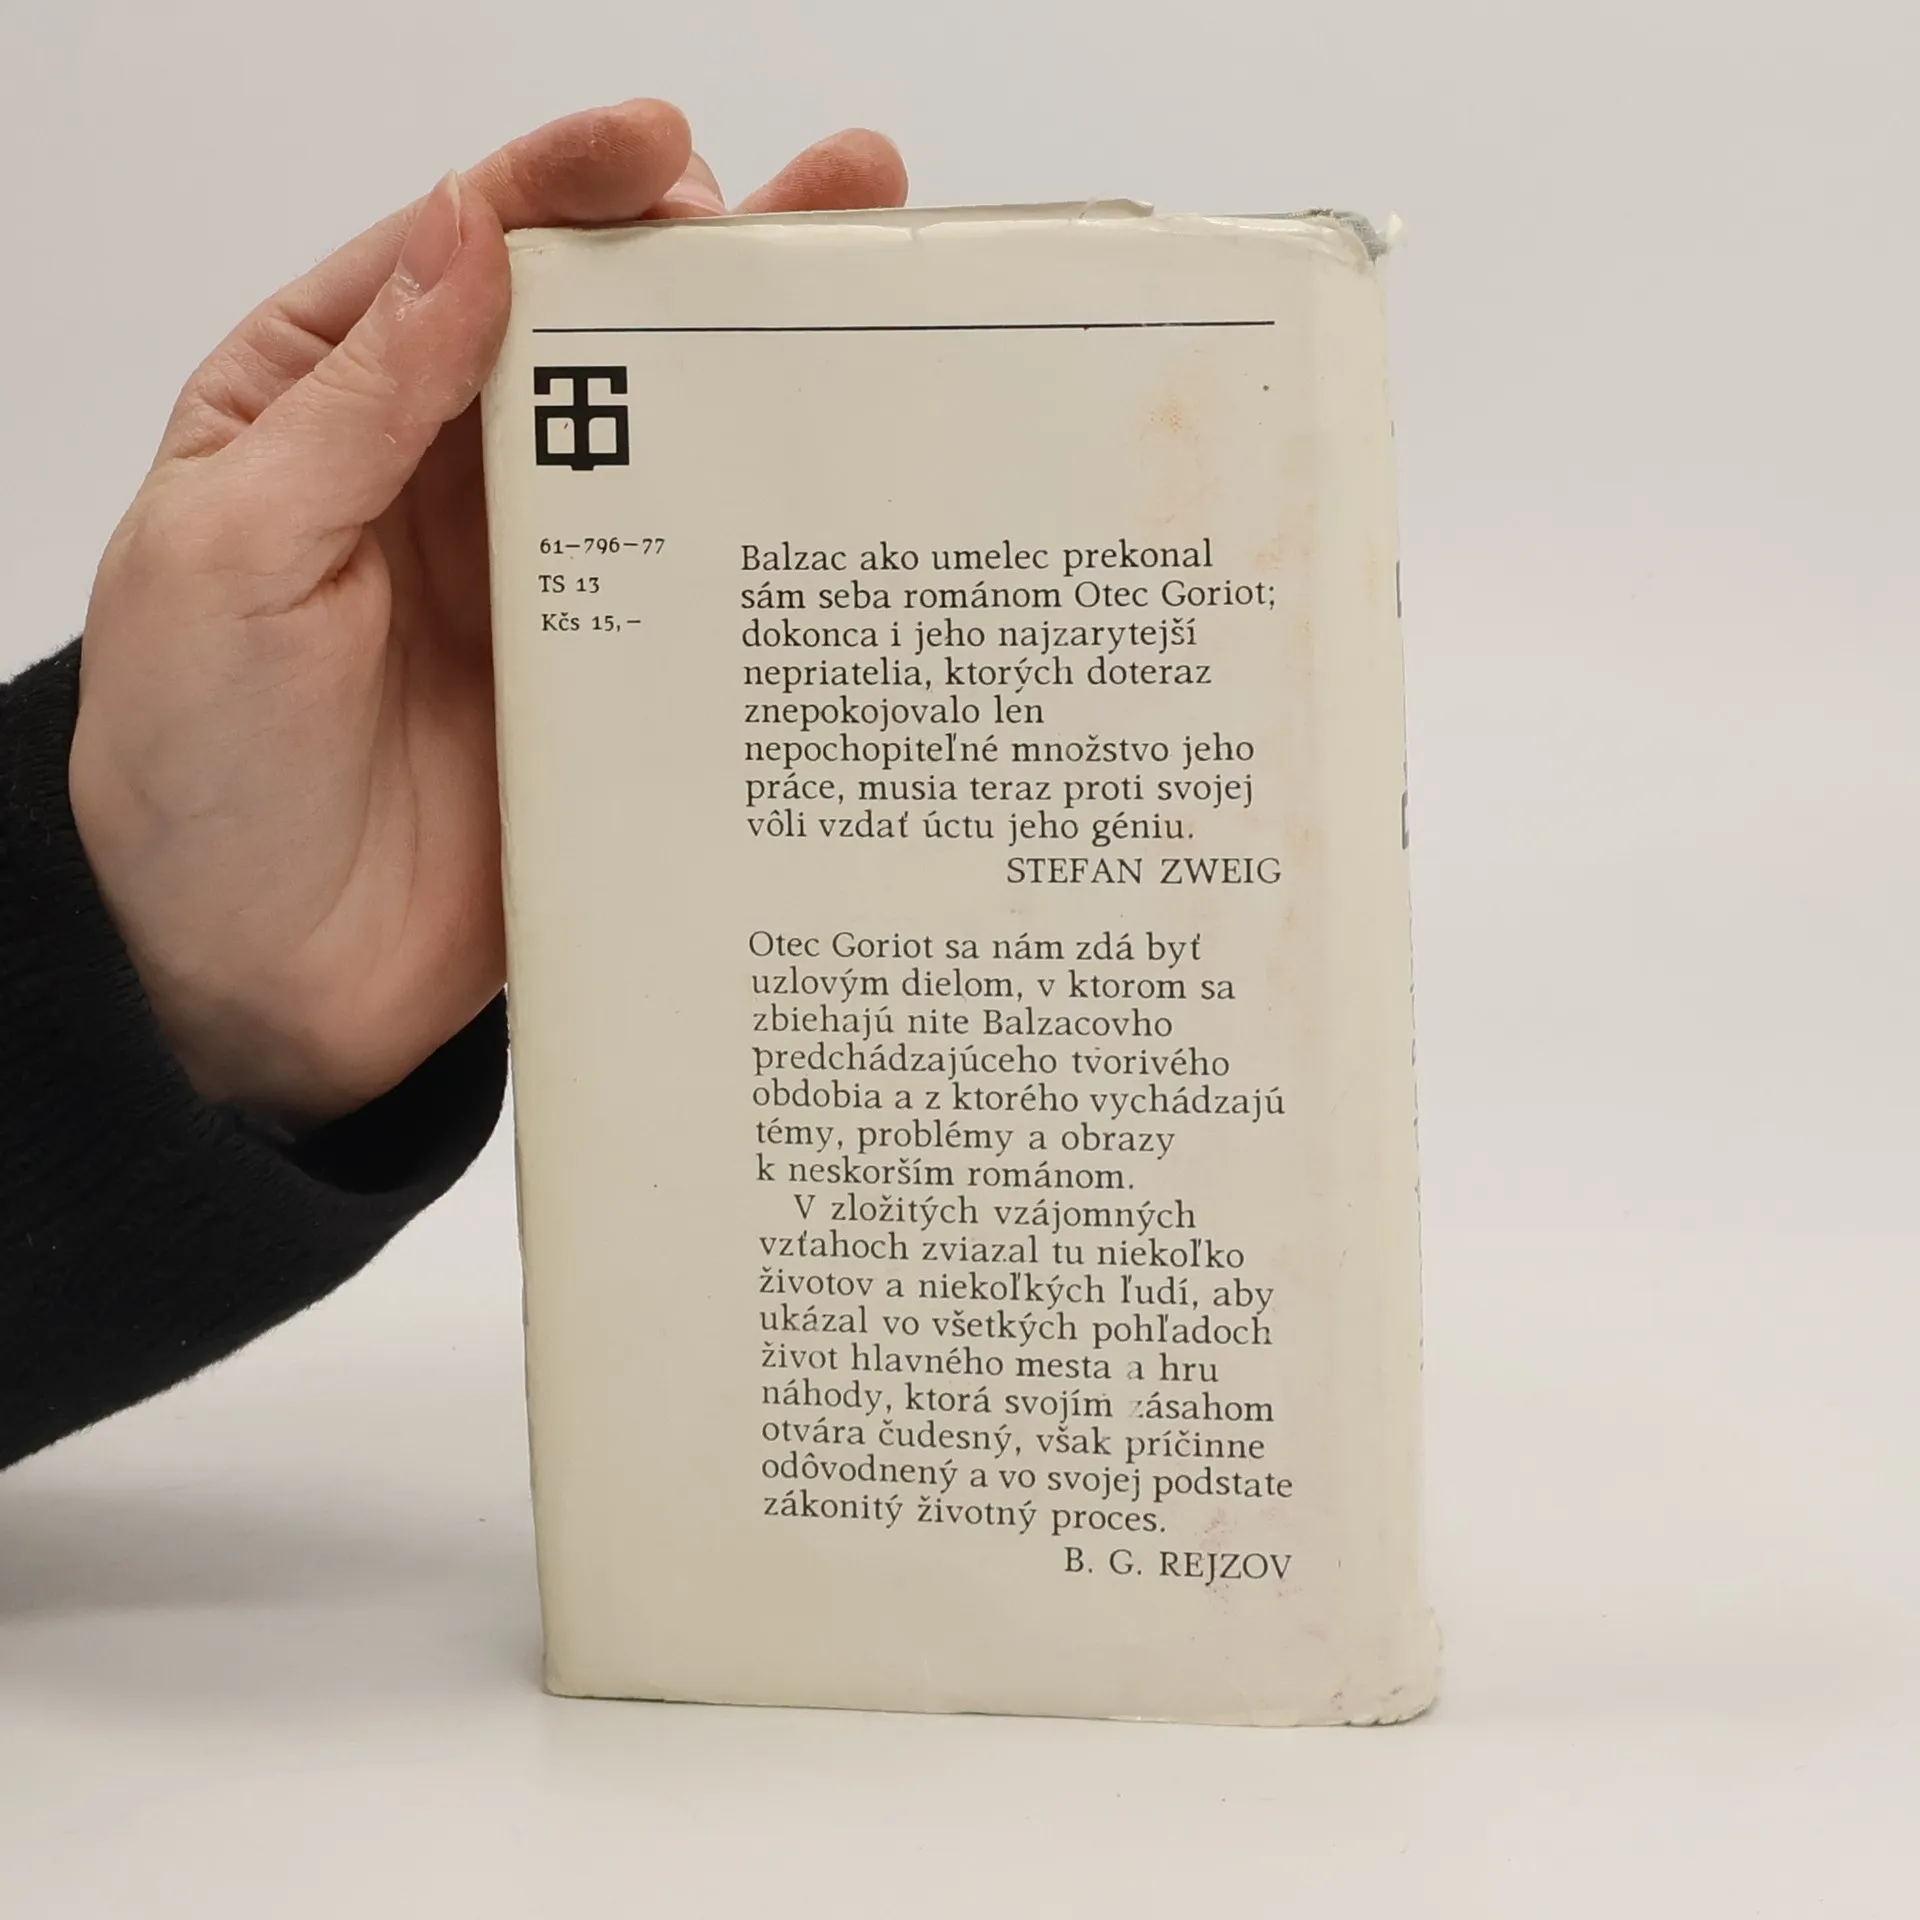 61–796–77
TS 13
Kčs 15,–
Balzac ako umelec prekonal
sám seba románom Otec Goriot;
dokonca i jeho najzarytejší
nepriatelia, ktorých doteraz
znepokojovalo len
nepochopiteľné množstvo jeho
práce, musia teraz proti svojej
vôli vzdať úctu jeho géniu.
STEFAN ZWEIG
Otec Goriot sa nám zdá byť
uzlovým dielom, v ktorom sa
zbiehajú nite Balzacovho
predchádzajúceho tvorivého
obdobia a z ktorého vychádzajú
témy, problémy a obrazy
k neskorším románom.
V zložitých vzájomných
vzťahoch zviazal tu niekoľko
životov a niekoľkých ľudí, aby
ukázal vo všetkých pohľadoch
život hlavného mesta a hru
náhody, ktorá svojím zásahom
otvára čudesný, však príčinne
odôvodnený a vo svojej podstate
zákonitý životný proces.
B. G. REJZOV